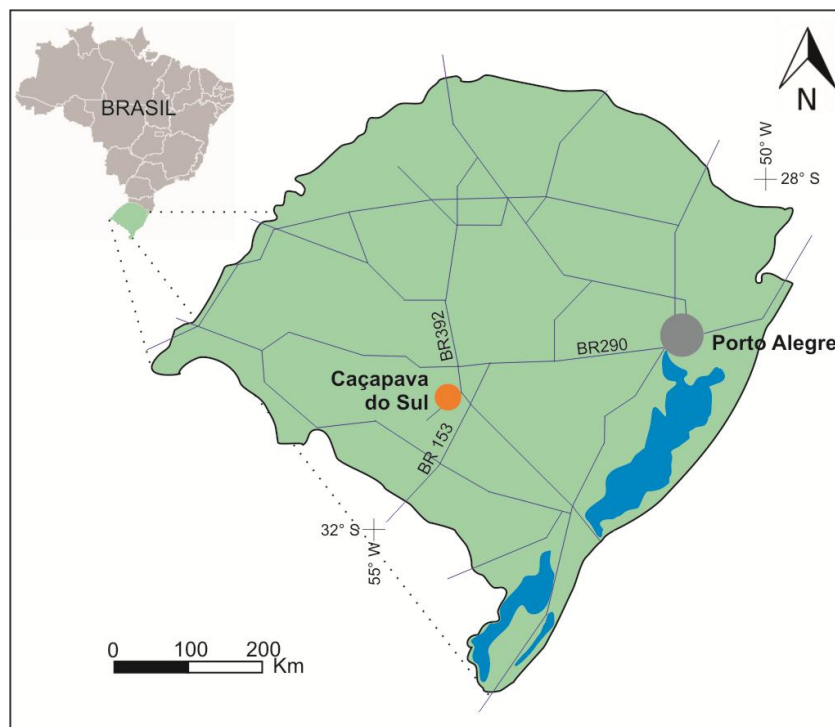 BRASIL
N
50° W
28° S
BR392
BR290
Porto Alegre
Caçapava
do Sul
BR 153
32° S
55° W
0 100 200
Km